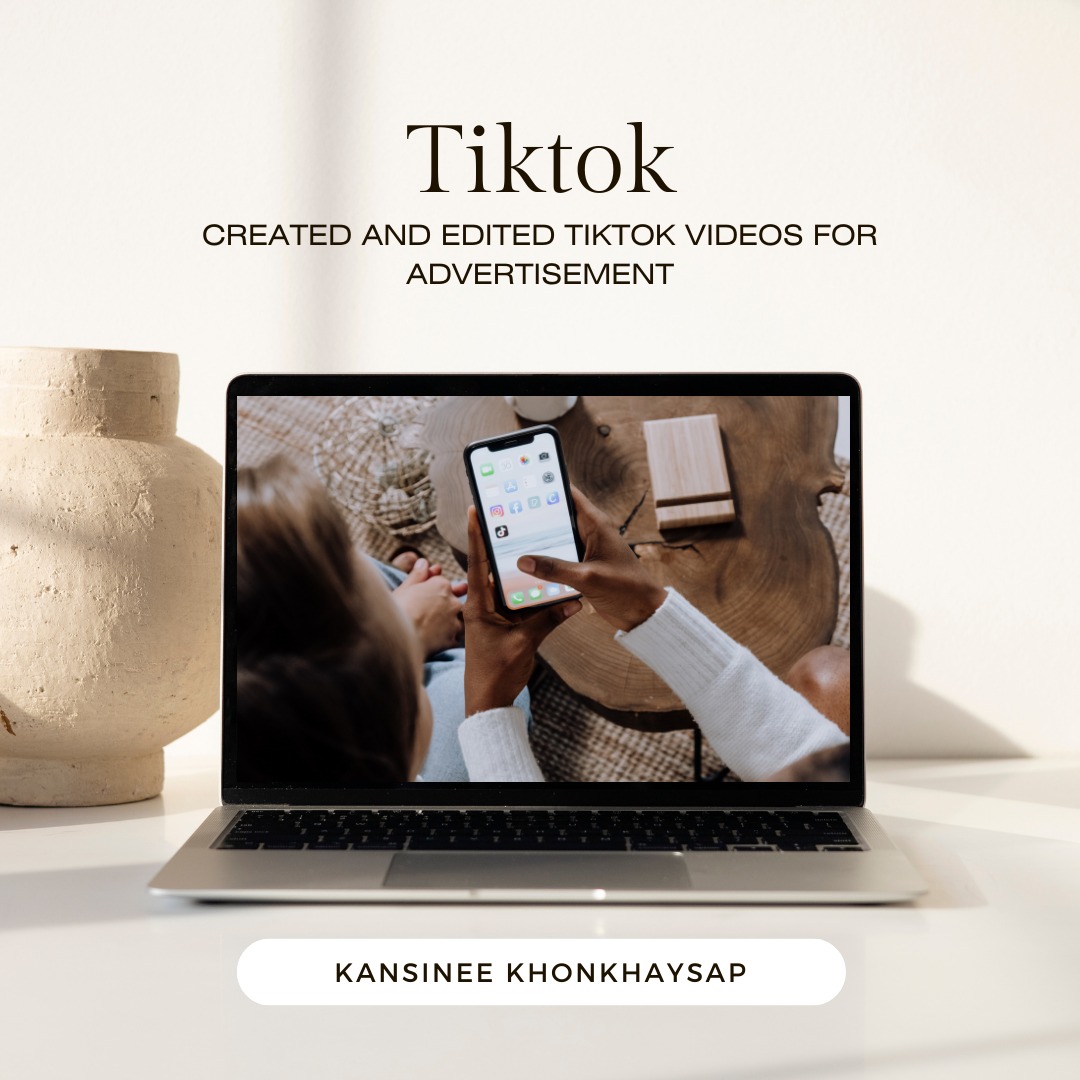 Tiktok
CREATED AND EDITED TIKTOK VIDEOS FOR
ADVERTISEMENT
KANSINEE KHONKHAYSAP